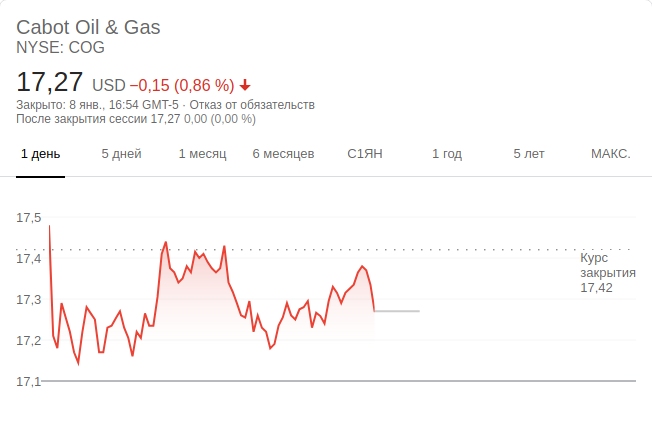 Cabot Oil & Gas
NYSE: COG
17,27 USD −0,15 (0,86 %)
Закрыто: 8 янв., 16:54 GMT-5 · Отказ от обязательств
После закрытия сессии 17,27 0,00 (0,00 %)
1 день 5 дней 1 месяц 6 месяцев С1ЯН 1 год 5 лет МАКС.
17,5
17,4
17,3
17,2
17,1
Курс
закрытия
17,42